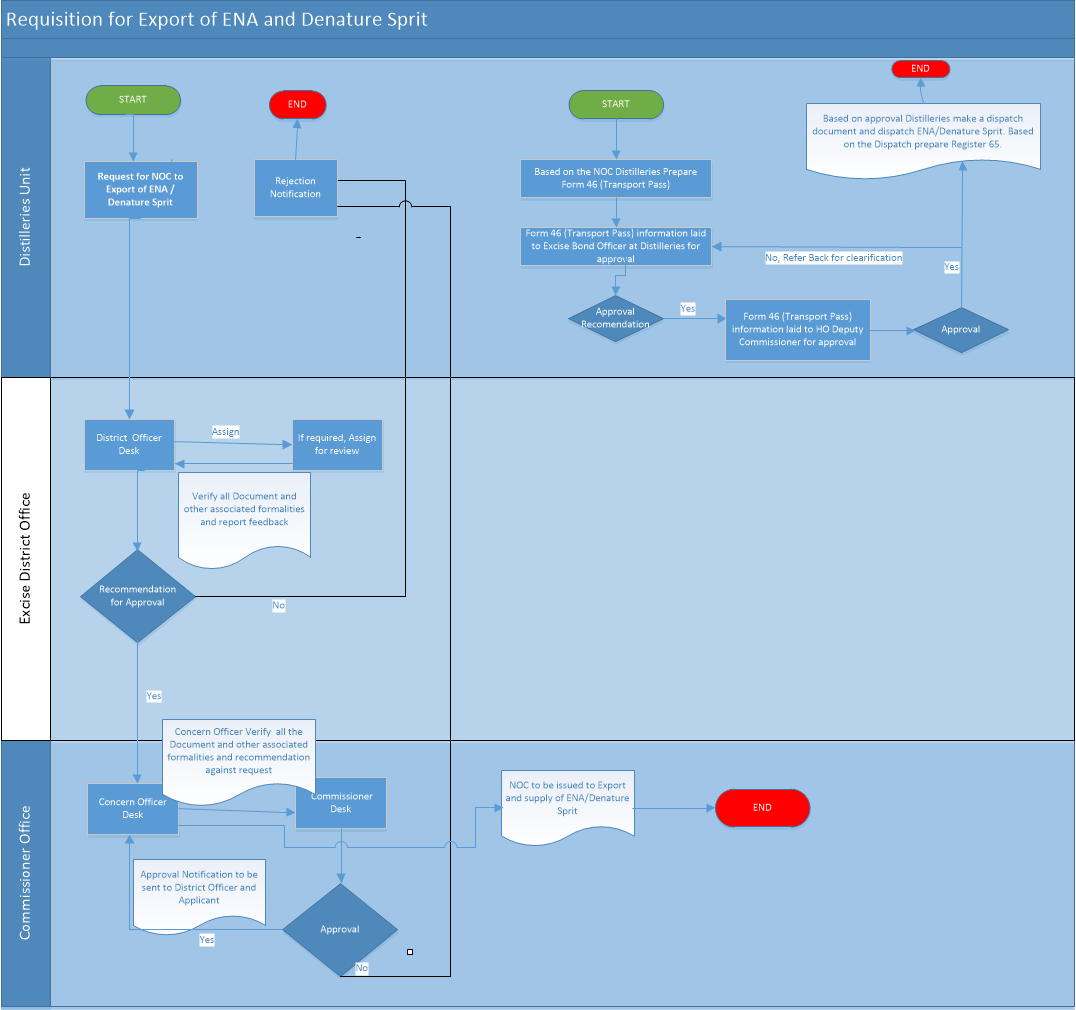 Requisition for Export of ENA and Denature Sprit
Distilleries Unit
START
Request for NOC to
Export of ENA /
Denature Sprit
END
Rejection
Notification
START
Based on the NOC Distilleries Prepare
Form 46 (Transport Pass)
Form 46 (Transport Pass) information laid
to Excise Bond Officer at Distilleries for
approval
Approval
Recomendation
Yes
Form 46 (Transport Pass)
information laid to HO Deputy
Commissioner for approval
Approval
Yes
No, Refer Back for clearification
Based on approval Distilleries make a dispatch
document and dispatch ENA/Denature Sprit. Based
on the Dispatch prepare Register 65.
END
Excise District Office
District Officer
Desk
Assign
If required, Assign
for review
Verify all Document and
other associated formalities
and report feedback
Recommendation
for Approval
No
Yes
Commissioner Office
Concern Officer Verify all the
Document and other associated
formalities and recommendation
against request
Concern Officer
Desk
Commissioner
Desk
NOC to be issued to Export
and supply of ENA/Denature
Sprit
END
Approval Notification to be
sent to District Officer and
Applicant
Yes
Approval
No